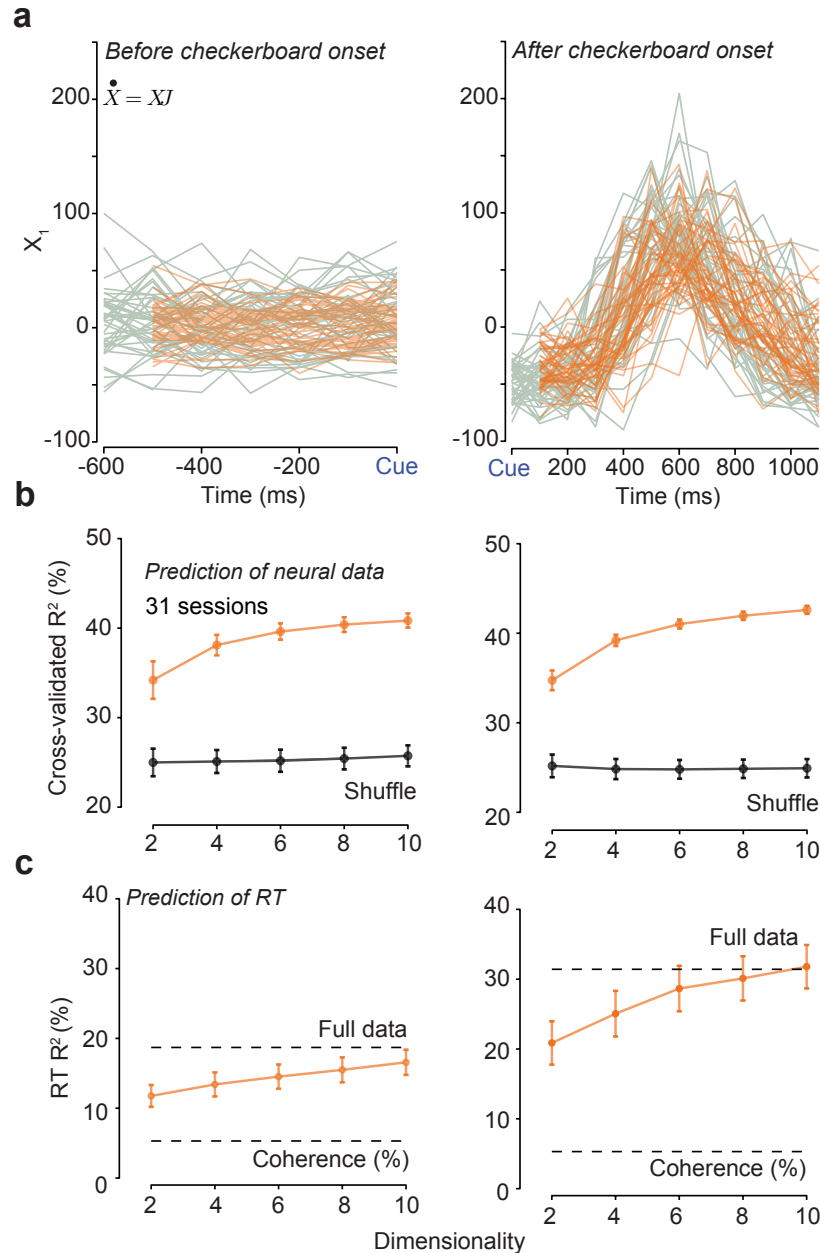 a
Before checkerboard onset
After checkerboard onset
Ẋ = XJ
X1
200
100
0
-100
-600
-400
-200
Cue
Time (ms)
200
100
0
-100
Cue
200
400
600
800
1000
Time (ms)
b
Prediction of neural data
31 sessions
Cross-validated R² (%)
50
40
30
20
Shuffle
2
4
6
8
10
50
40
30
20
Shuffle
2
4
6
8
10
c
Prediction of RT
RT R² (%)
40
30
20
10
0
Full data
Coherence (%)
2
4
6
8
10
40
30
20
10
0
Full data
Coherence (%)
2
4
6
8
10
Dimensionality